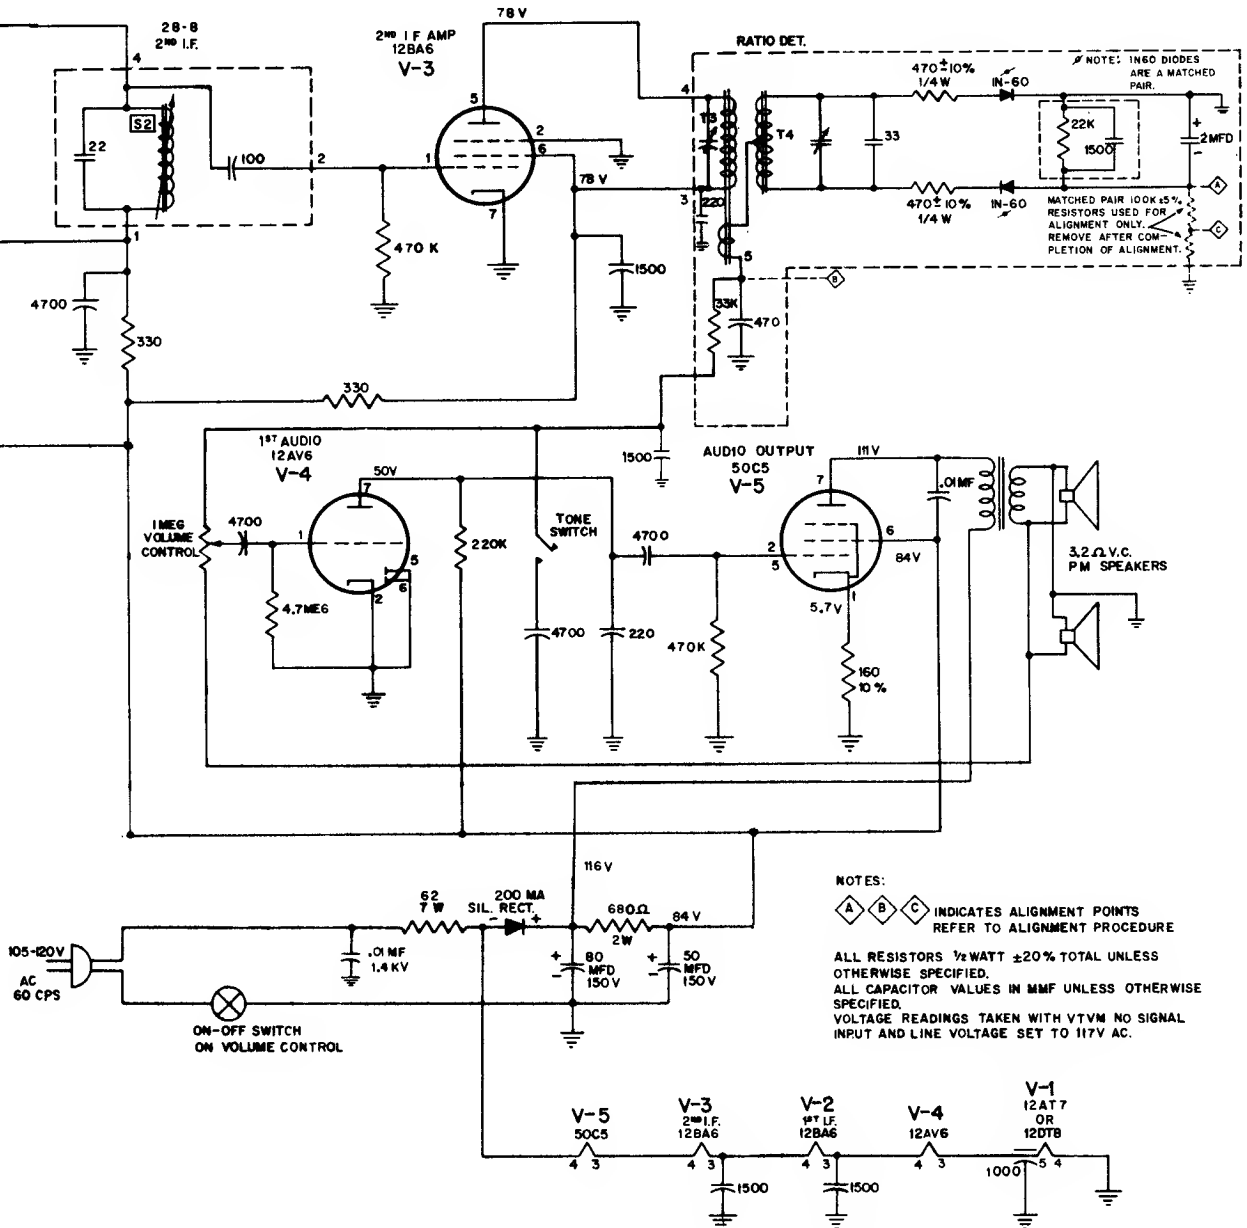 28-8
2ND I.F.
4
S2
22
100
2
1
4700
330
2ND I F AMP
12BA6
V-3
78 V
5
2
6
1
7
78 V
470 K
1500
330
RATIO DET.
4
T3
T4
3
220
5
33K
470
B
33
470±10%
1/4 W
IN-60
470±10%
1/4 W
IN-60
NOTE: IN60 DIODES
ARE A MATCHED
PAIR.
22K
1500
+
2MFD
-
A
C
MATCHED PAIR 100K ±5%
RESISTORS USED FOR
ALIGNMENT ONLY.
REMOVE AFTER COM-
PLETION OF ALIGNMENT.
1ST AUDIO
12AV6
V-4
50V
7
1
5
6
2
1 MEG
VOLUME
CONTROL
4700
4.7MEG
220K
TONE
SWITCH
4700
220
4700
1500
470K
AUDIO OUTPUT
50C5
V-5
111 V
7
2
5
6
84V
1
5.7V
160
10%
.01MF
3.2 Ω V.C.
PM SPEAKERS
116 V
105-120V
AC
60 CPS
.01 MF
1.4 KV
62
7 W
200 MA
SIL. RECT.
-
+
680Ω
2W
84 V
+
-
80
MFD
150 V
+
-
50
MFD
150 V
ON-OFF SWITCH
ON VOLUME CONTROL
NOTES:
A B C INDICATES ALIGNMENT POINTS
REFER TO ALIGNMENT PROCEDURE
ALL RESISTORS 1/2 WATT ±20% TOTAL UNLESS
OTHERWISE SPECIFIED.
ALL CAPACITOR VALUES IN MMF UNLESS OTHERWISE
SPECIFIED.
VOLTAGE READINGS TAKEN WITH VTVM NO SIGNAL
INPUT AND LINE VOLTAGE SET TO 117V AC.
V-5
50C5
4 3
V-3
2ND I.F.
12BA6
4 3
1500
V-2
1ST I.F.
12BA6
4 3
1500
V-4
12AV6
4 3
V-1
12AT7
OR
12DT8
1000
5 4